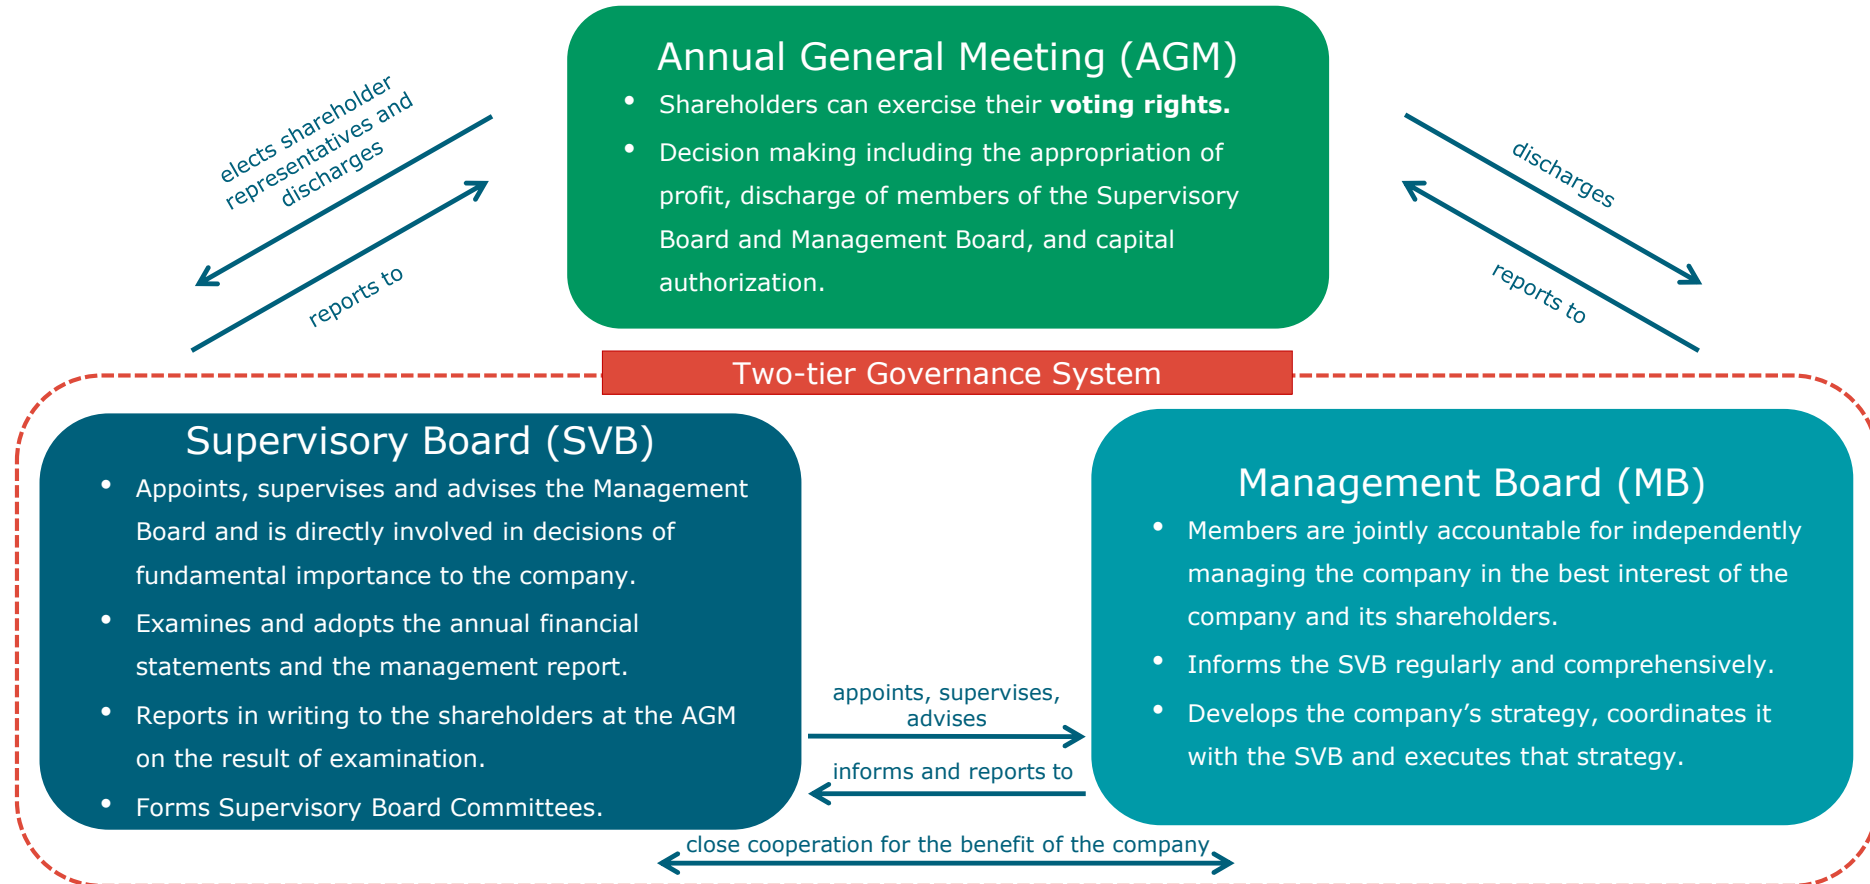 Annual General Meeting (AGM)
• Shareholders can exercise their voting rights.
• Decision making including the appropriation of
profit, discharge of members of the Supervisory
Board and Management Board, and capital
authorization.
elects shareholder
representatives and
discharges
reports to
discharges
reports to
Two-tier Governance System
Supervisory Board (SVB)
• Appoints, supervises and advises the Management
Board and is directly involved in decisions of
fundamental importance to the company.
• Examines and adopts the annual financial
statements and the management report.
• Reports in writing to the shareholders at the AGM
on the result of examination.
• Forms Supervisory Board Committees.
appoints, supervises,
advises
informs and reports to
Management Board (MB)
• Members are jointly accountable for independently
managing the company in the best interest of the
company and its shareholders.
• Informs the SVB regularly and comprehensively.
• Develops the company’s strategy, coordinates it
with the SVB and executes that strategy.
close cooperation for the benefit of the company